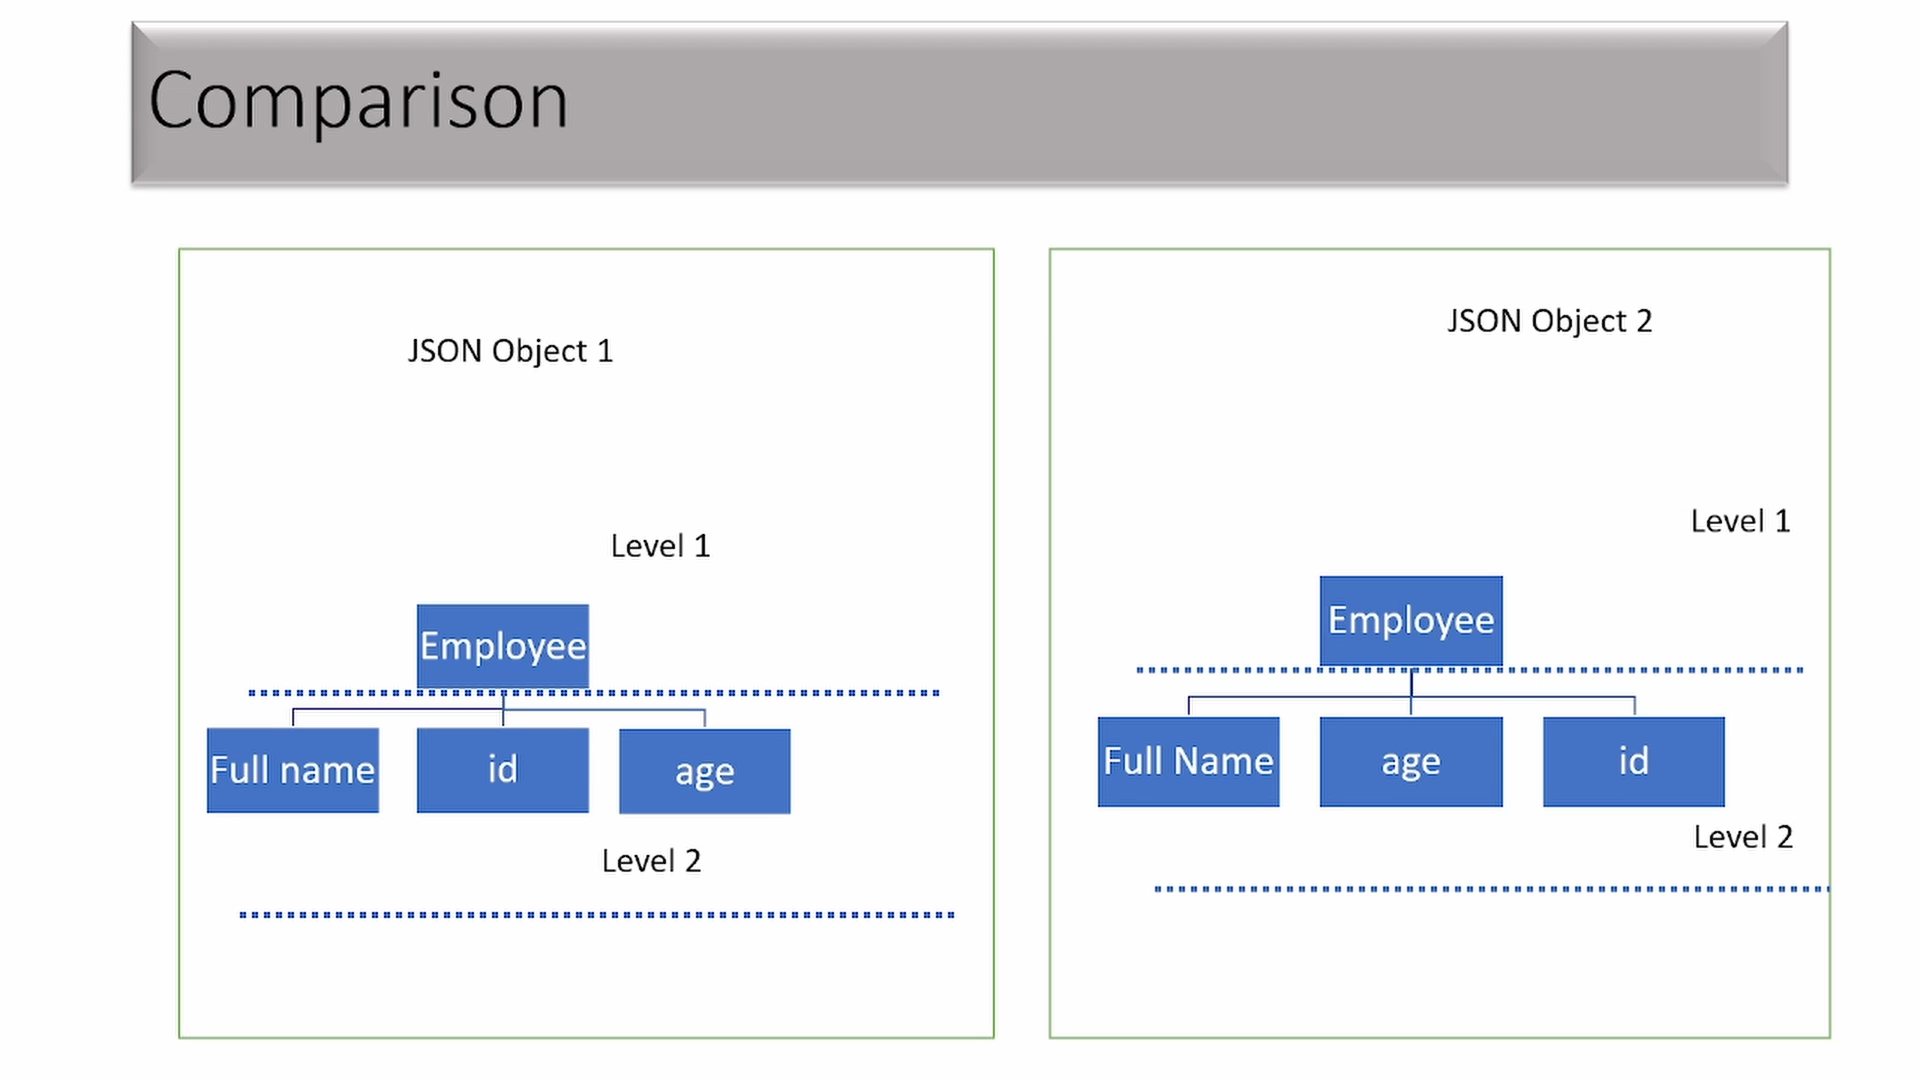 Comparison
JSON Object 1
Level 1
Employee
Full name
id
age
Level 2
JSON Object 2
Level 1
Employee
Full Name
age
id
Level 2